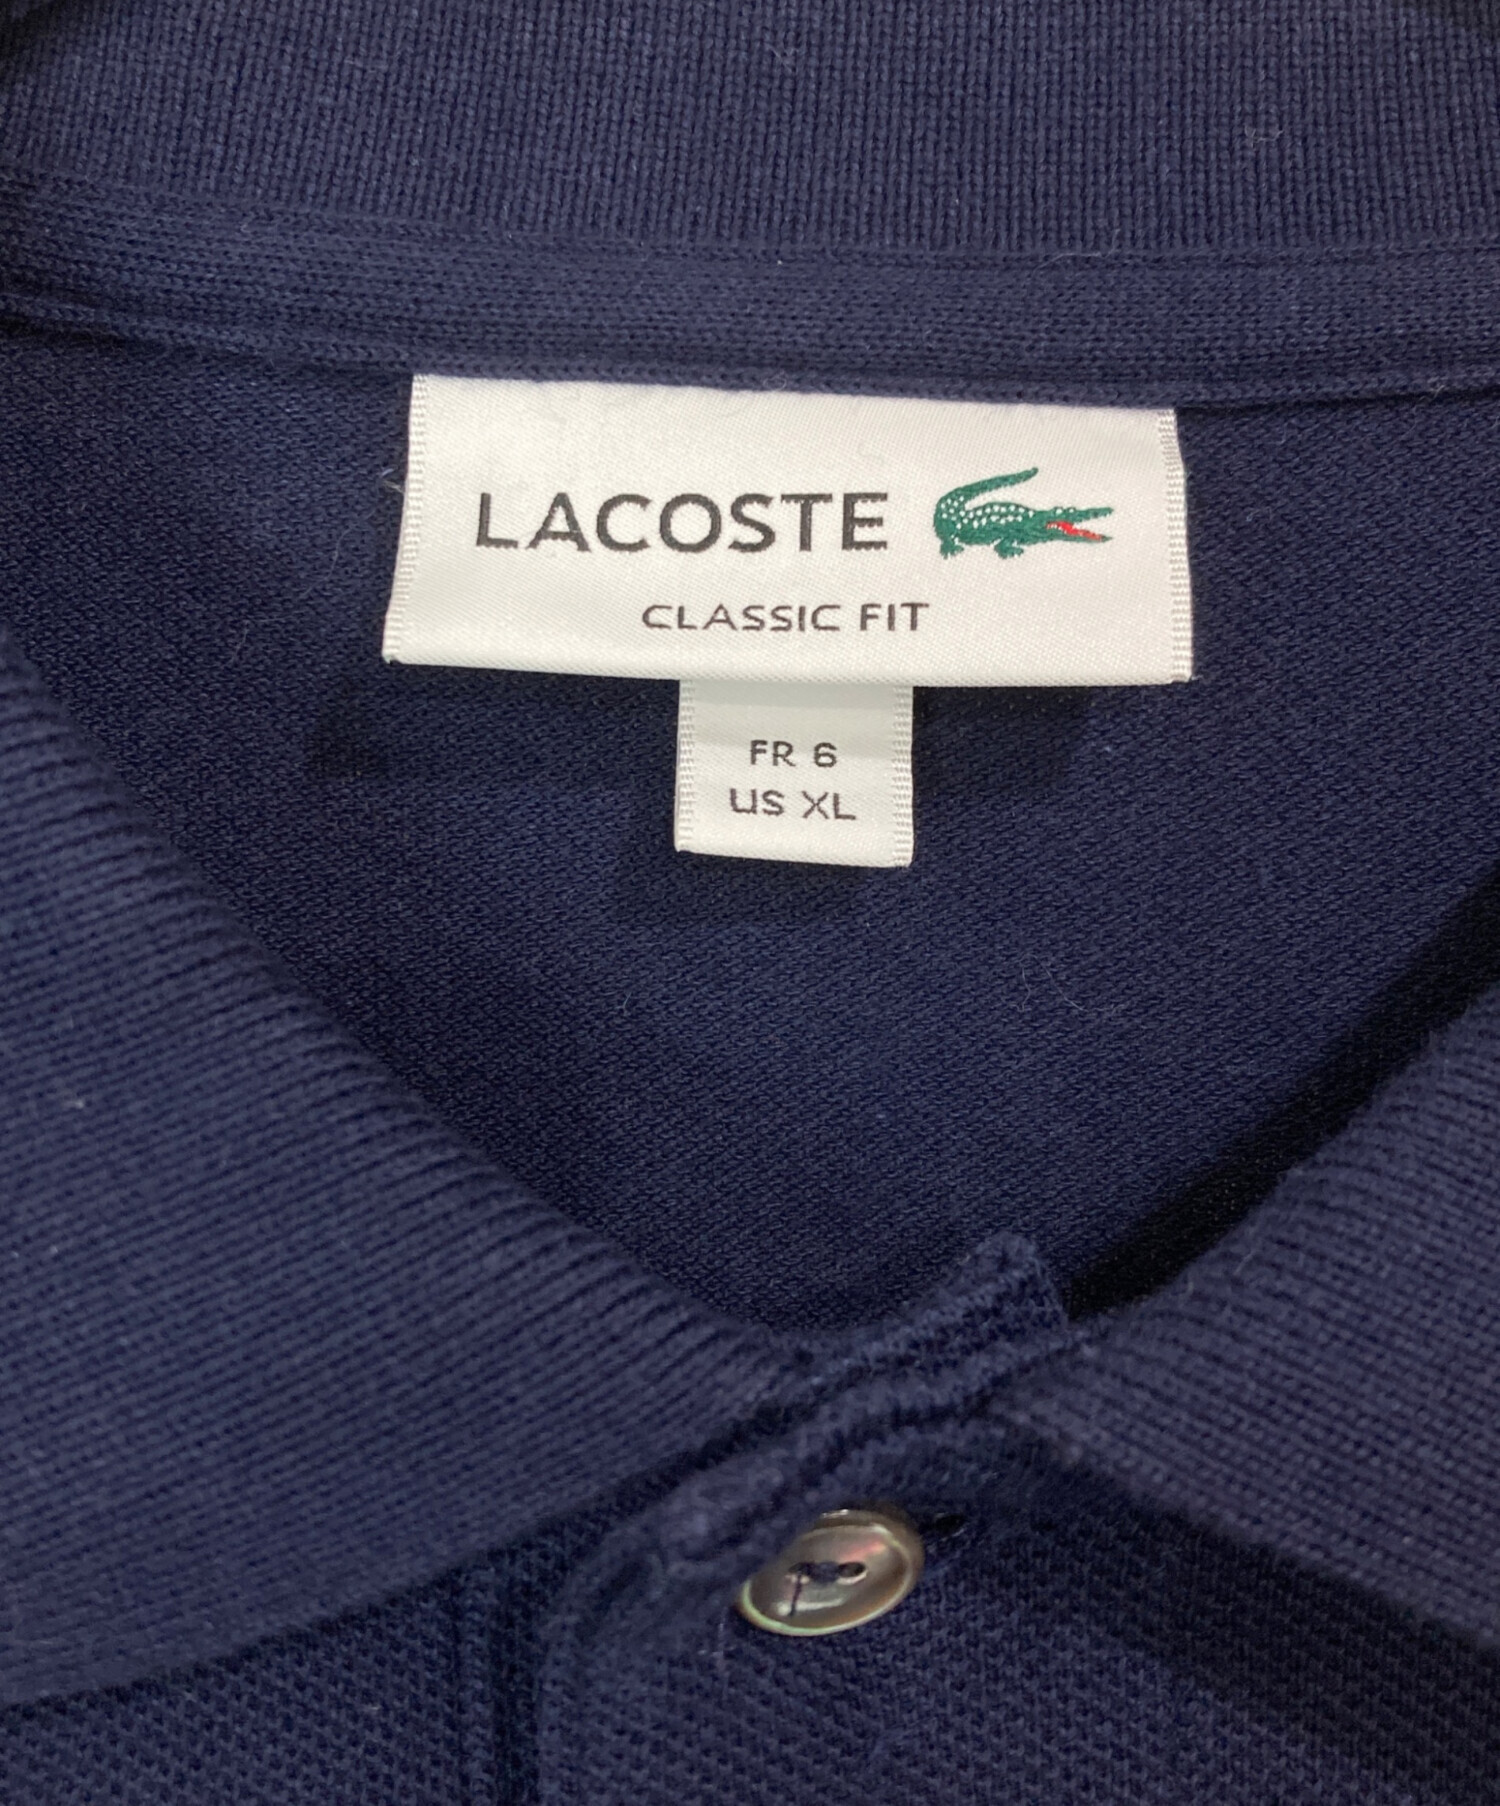 LACOSTE
CLASSIC FIT
FR 6
US XL